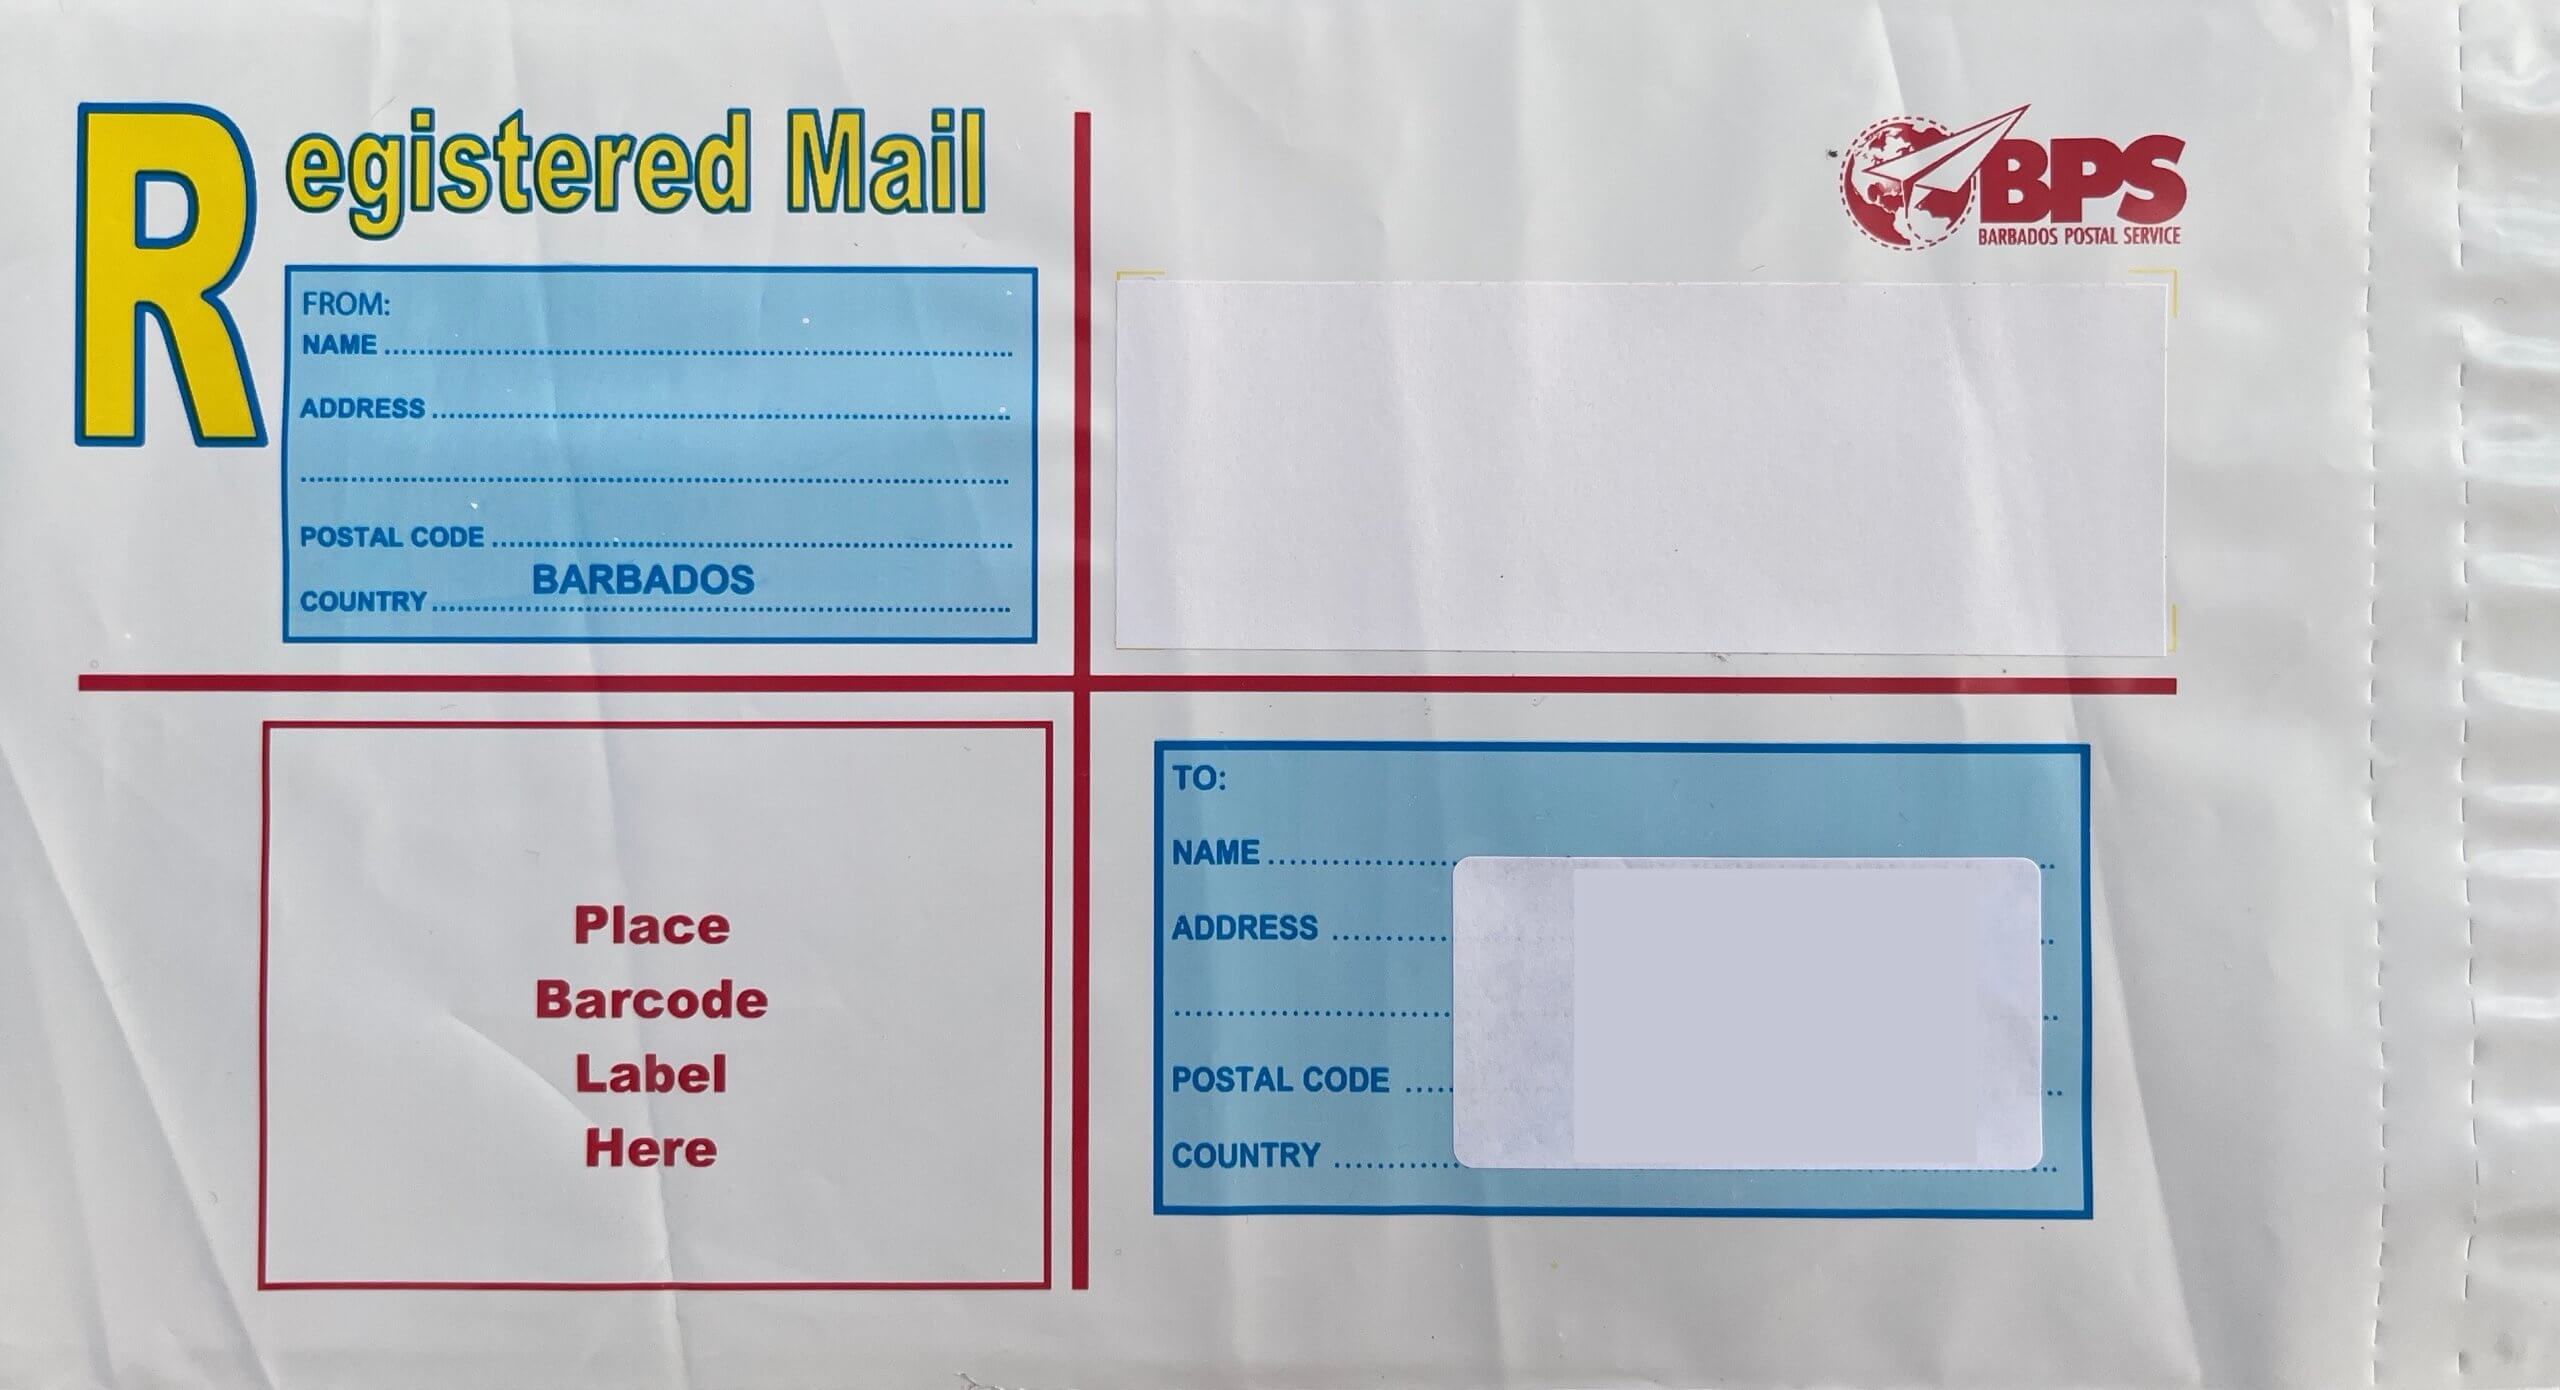 Registered Mail
BPS
BARBADOS POSTAL SERVICE
FROM:
NAME ..........
ADDRESS ..........
..........
POSTAL CODE ..........
COUNTRY .......... BARBADOS
Place
Barcode
Label
Here
TO:
NAME ..........
ADDRESS ..........
..........
POSTAL CODE ..........
COUNTRY ..........